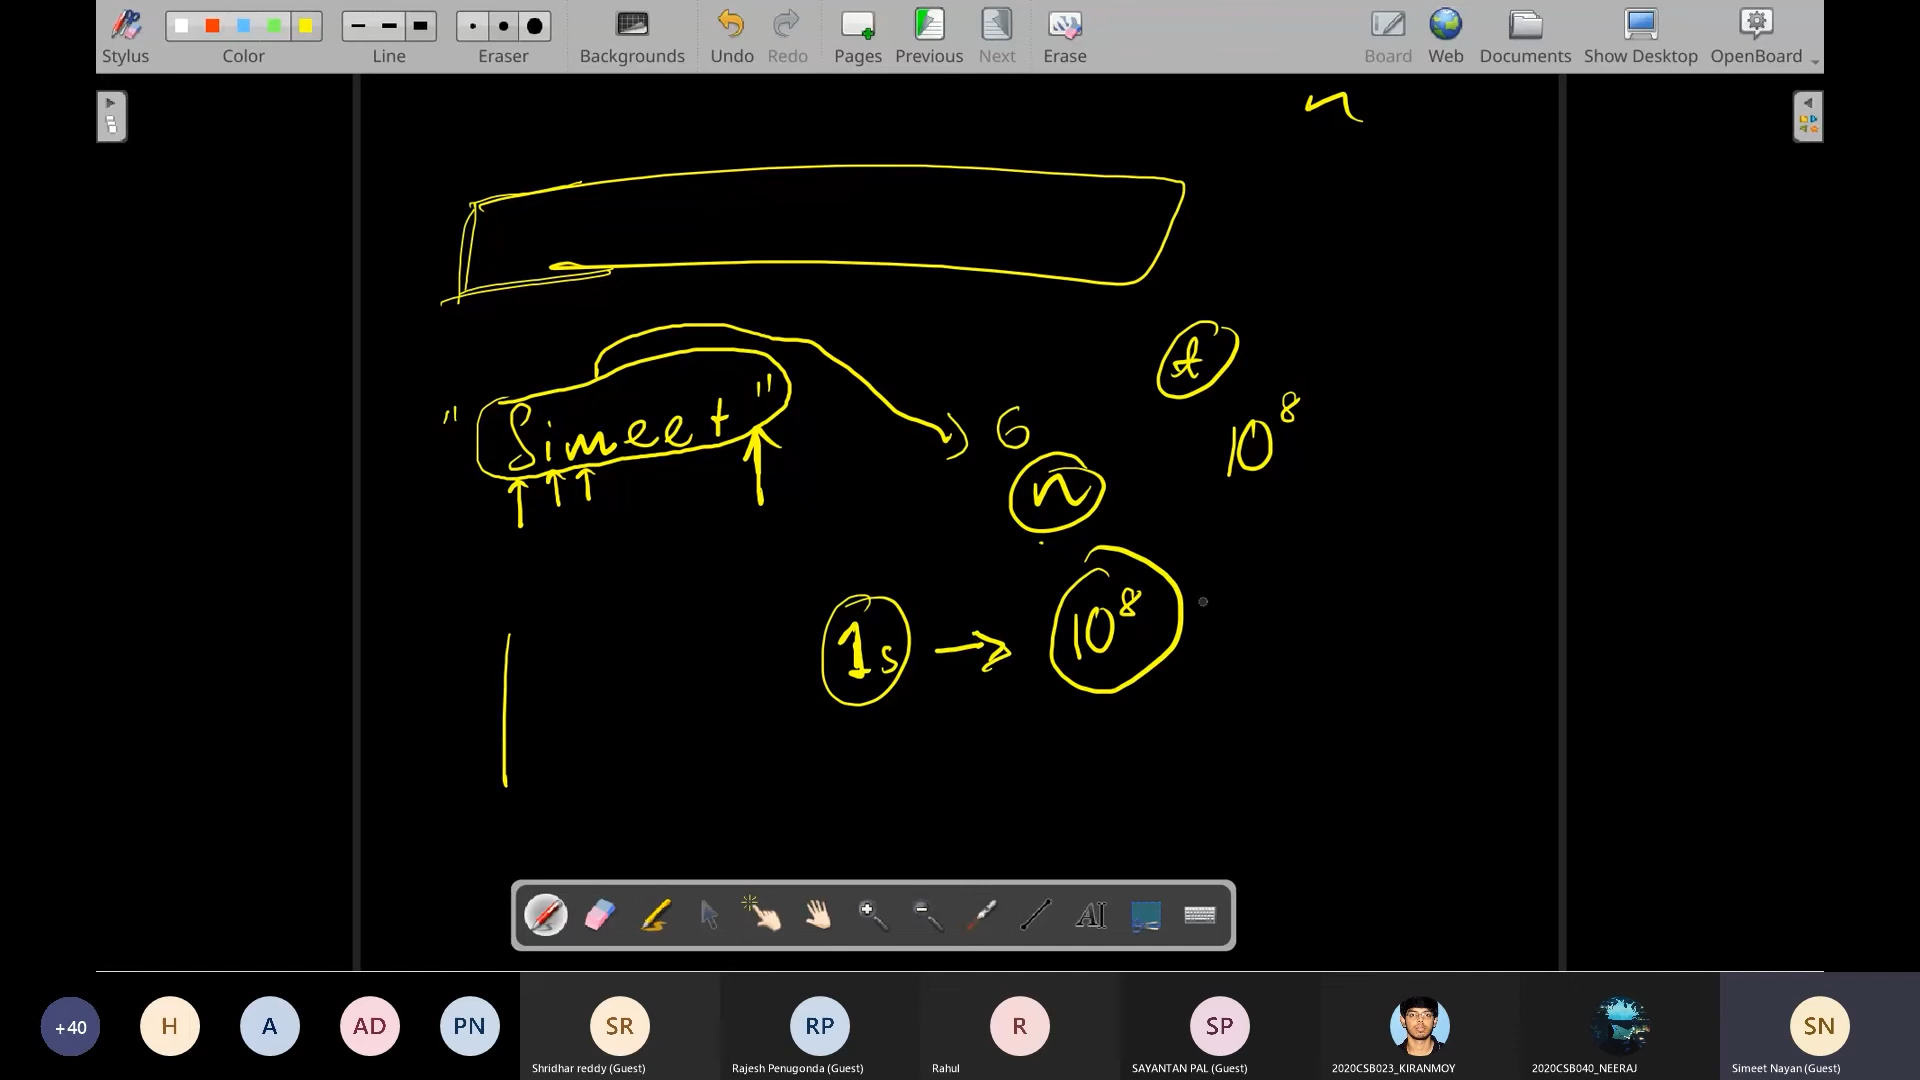 Stylus
Color
Line
Eraser
Backgrounds
Undo
Redo
Pages
Previous
Next
Erase
Board
Web
Documents
Show Desktop
OpenBoard
n
t
"Simeet" 6
10⁸
n
1s → 10⁸
AI
+40
H
A
AD
PN
SR
RP
R
SP
SN
Shridhar reddy (Guest)
Rajesh Penugonda (Guest)
Rahul
SAYANTAN PAL (Guest)
2020CSB023_KIRANMOY
2020CSB040_NEERAJ
Simeet Nayan (Guest)